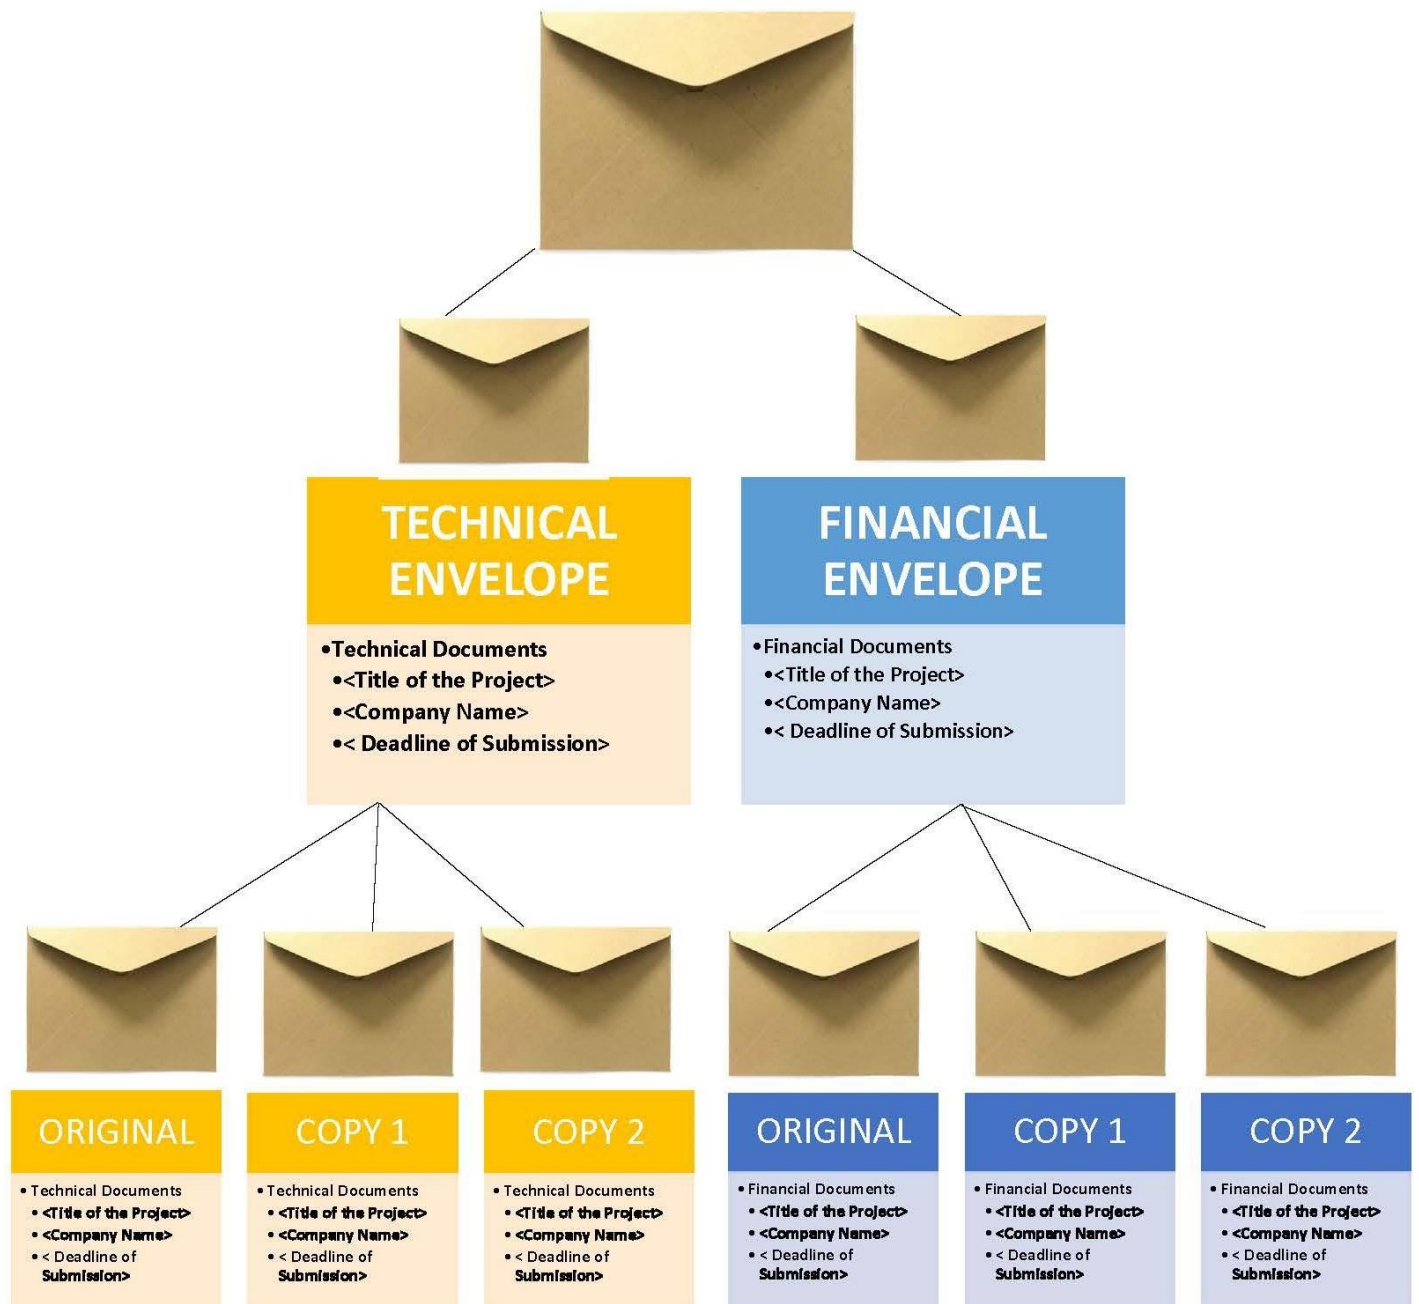 TECHNICAL
ENVELOPE
•Technical Documents
•<Title of the Project>
•<Company Name>
•< Deadline of Submission>
FINANCIAL
ENVELOPE
•Financial Documents
•<Title of the Project>
•<Company Name>
•< Deadline of Submission>
ORIGINAL
• Technical Documents
• <Title of the Project>
• <Company Name>
• < Deadline of
Submission>
COPY 1
• Technical Documents
• <Title of the Project>
• <Company Name>
• < Deadline of
Submission>
COPY 2
• Technical Documents
• <Title of the Project>
• <Company Name>
• < Deadline of
Submission>
ORIGINAL
• Financial Documents
• <Title of the Project>
• <Company Name>
• < Deadline of
Submission>
COPY 1
• Financial Documents
• <Title of the Project>
• <Company Name>
• < Deadline of
Submission>
COPY 2
• Financial Documents
• <Title of the Project>
• <Company Name>
• < Deadline of
Submission>